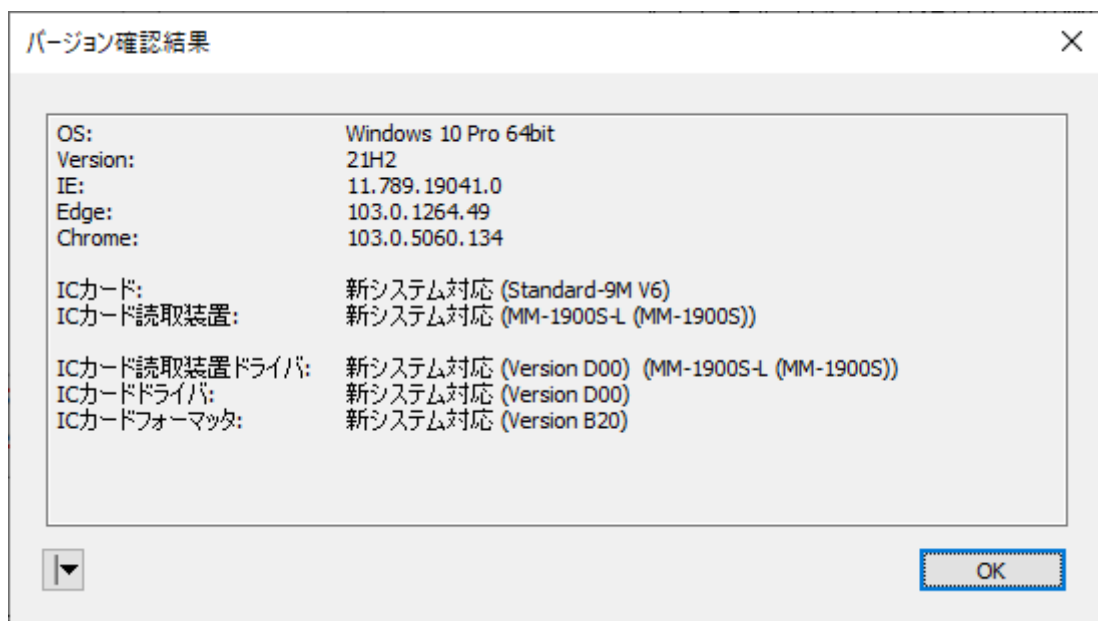 バージョン確認結果
OS: Windows 10 Pro 64bit
Version: 21H2
IE: 11.789.19041.0
Edge: 103.0.1264.49
Chrome: 103.0.5060.134
ICカード: 新システム対応 (Standard-9M V6)
ICカード読取装置: 新システム対応 (MM-1900S-L (MM-1900S))
ICカード読取装置ドライバ: 新システム対応 (Version D00) (MM-1900S-L (MM-1900S))
ICカードドライバ: 新システム対応 (Version D00)
ICカードフォーマッタ: 新システム対応 (Version B20)
OK